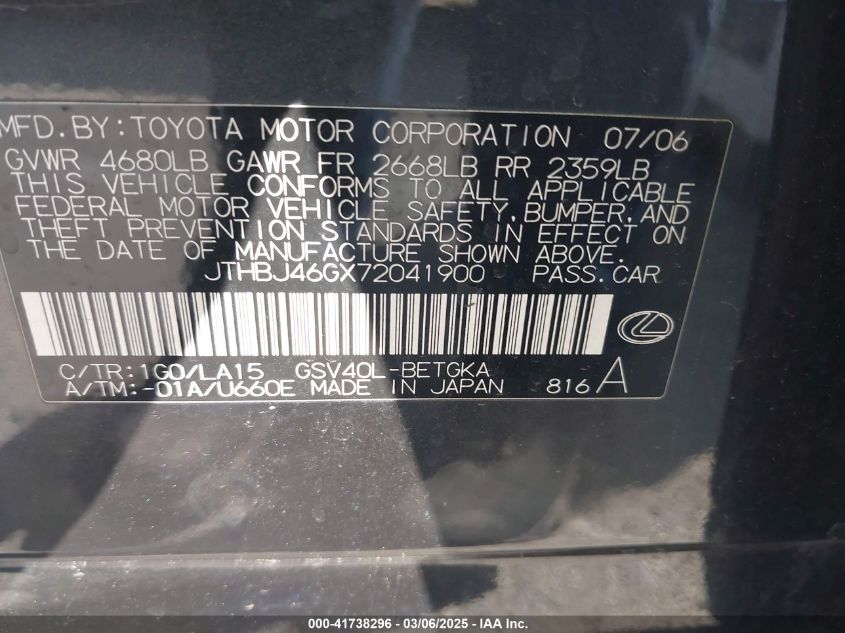 MFD.BY:TOYOTA MOTOR CORPORATION 07/06
GVWR 4680LB GAWR FR 2668LB RR 2359LB
THIS VEHICLE CONFORMS TO ALL APPLICABLE
FEDERAL MOTOR VEHICLE SAFETY,BUMPER,AND
THEFT PREVENTION STANDARDS IN EFFECT ON
THE DATE OF MANUFACTURE SHOWN ABOVE.
JTHBJ46GX72041900 PASS.CAR
C/TR:1G0/LA15 GSV40L-BETGKA
A/TM:-01A/U660E MADE IN JAPAN 816A
000-41738296 - 03/06/2025 - IAA Inc.